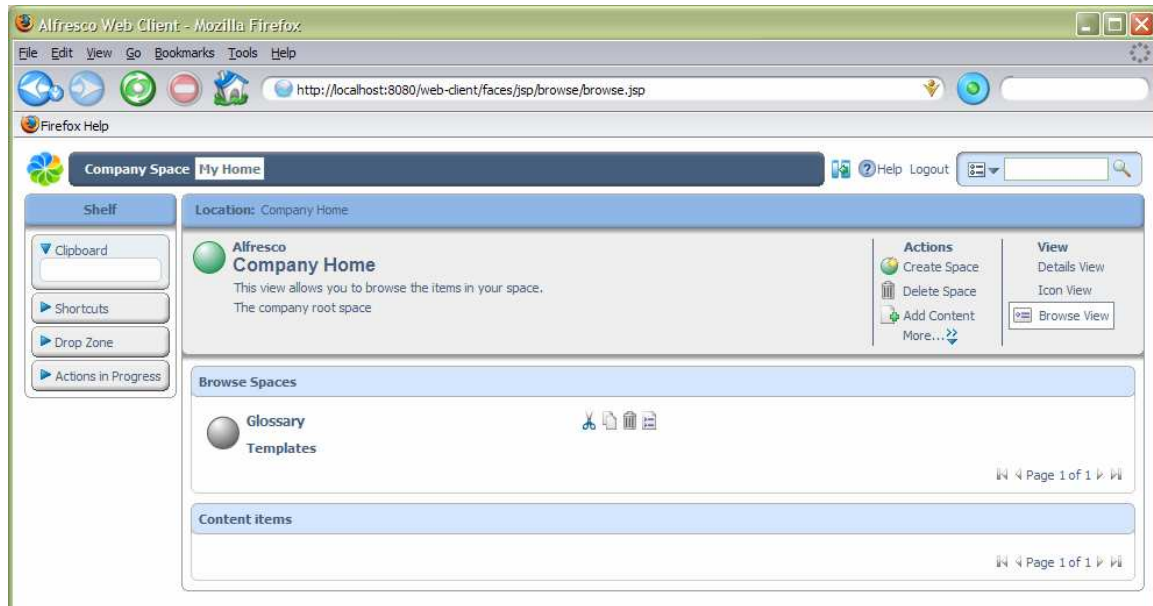 Alfresco Web Client - Mozilla Firefox
File Edit View Go Bookmarks Tools Help
http://localhost:8080/web-client/faces/jsp/browse/browse.jsp
Firefox Help
Company Space My Home
Help Logout
Shelf
Location: Company Home
Clipboard
Shortcuts
Drop Zone
Actions in Progress
Alfresco
Company Home
This view allows you to browse the items in your space.
The company root space
Actions
Create Space
Delete Space
Add Content
More...
View
Details View
Icon View
Browse View
Browse Spaces
Glossary
Templates
Page 1 of 1
Content items
Page 1 of 1